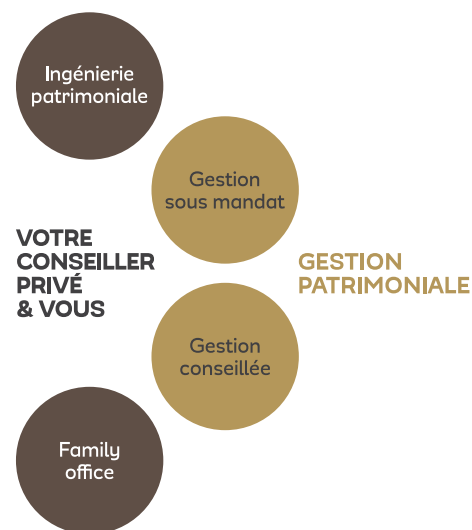 Ingénierie
patrimoniale
Gestion
sous mandat
VOTRE
CONSEILLER
PRIVÉ
& VOUS
GESTION
PATRIMONIALE
Gestion
conseillée
Family
office